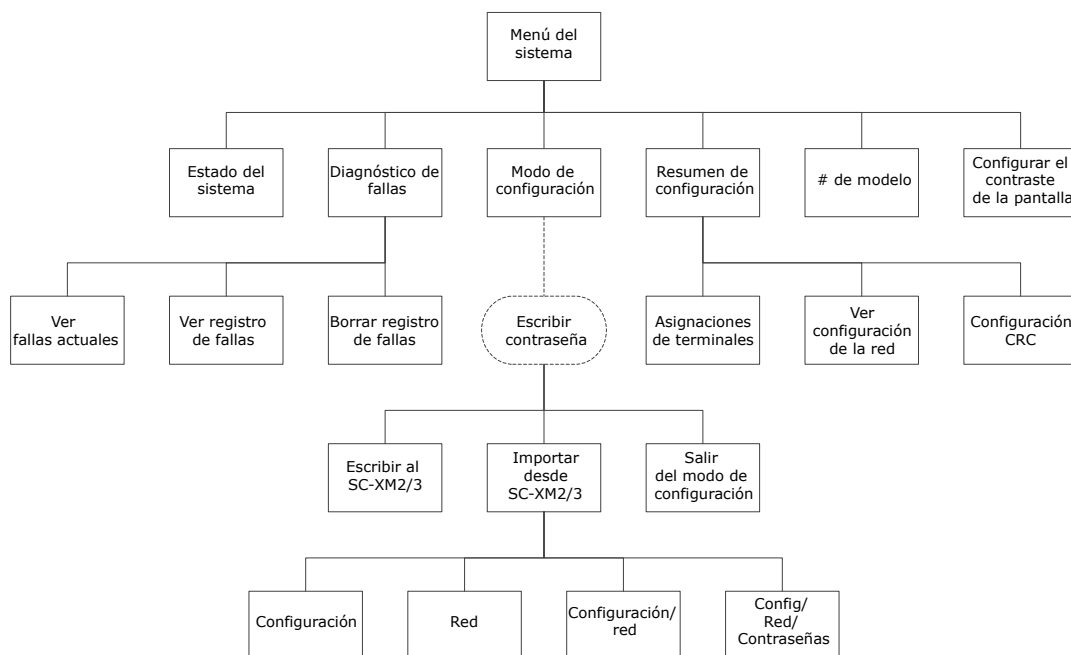 Menú del
sistema
Estado del
sistema
Diagnóstico de
fallas
Modo de
configuración
Resumen de
configuración
# de modelo
Configurar el
contraste
de la pantalla
Ver
fallas actuales
Ver registro
de fallas
Borrar registro
de fallas
Escribir
contraseña
Asignaciones
de terminales
Ver
configuración
de la red
Configuración
CRC
Escribir al
SC-XM2/3
Importar
desde
SC-XM2/3
Salir
del modo de
configuración
Configuración
Red
Configuración/
red
Config/
Red/
Contraseñas